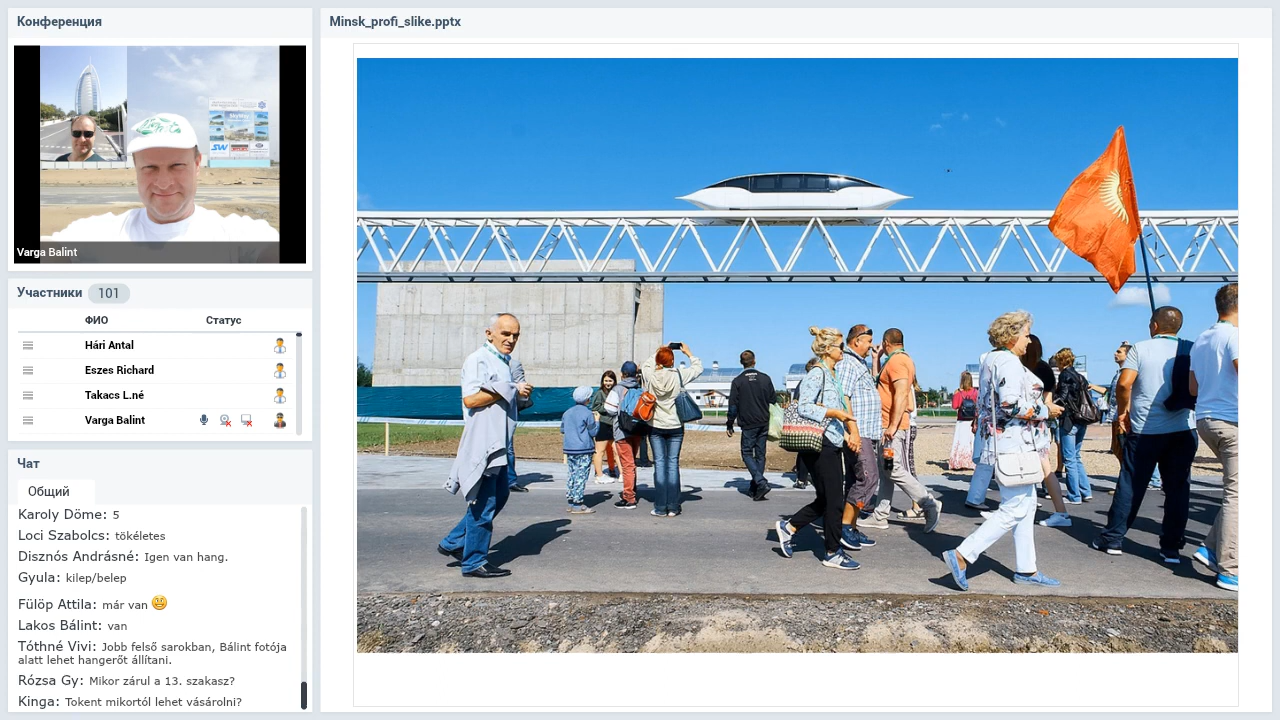 Конференция
SkyWay
SW
Varga Balint
Участники 101
ФИО Статус
Hári Antal
Eszes Richard
Takacs L.né
Varga Balint
Чат
Общий
Karoly Döme: 5
Loci Szabolcs: tökéletes
Disznós Andrásné: Igen van hang.
Gyula: kilep/belep
Fülöp Attila: már van
Lakos Bálint: van
Tóthné Vivi: Jobb felső sarokban, Bálint fotója
alatt lehet hangerőt állítani.
Rózsa Gy: Mikor zárul a 13. szakasz?
Kinga: Tokent mikortól lehet vásárolni?
Minsk_profi_slike.pptx